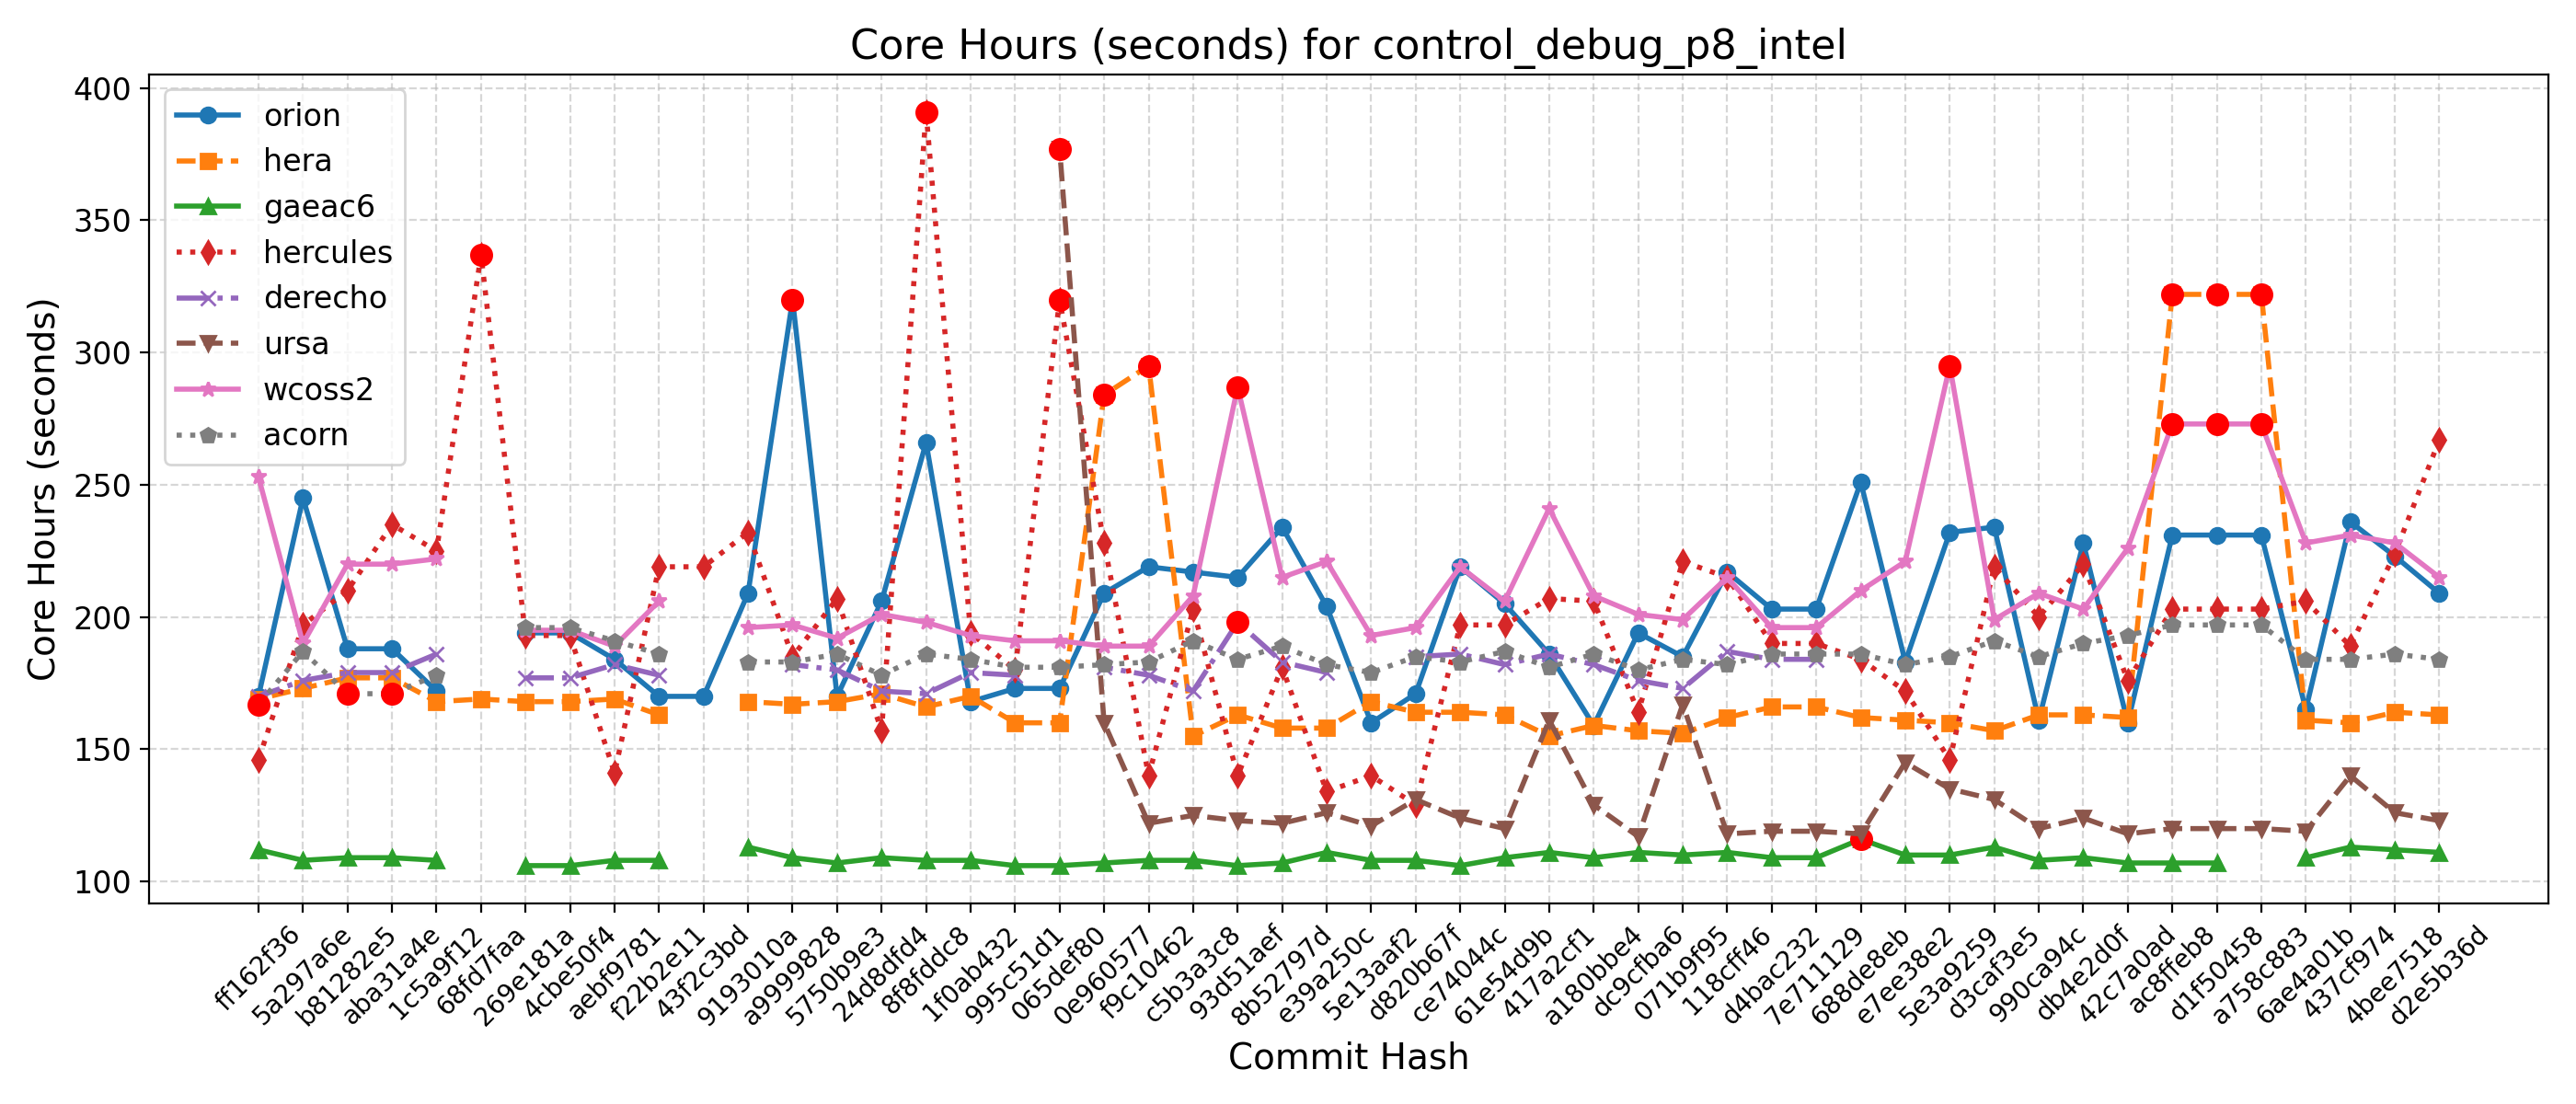 Core Hours (seconds) for control_debug_p8_intel
Core Hours (seconds)
400
350
300
250
200
150
100
orion
hera
gaeac6
hercules
derecho
ursa
wcoss2
acorn
ff162f36
5a297a6e
b81282e5
aba31a4e
1c5a9f12
68fd7faa
269e181a
4cbe50f4
aebf9781
f22b2e11
43f2c3bd
9193010a
a9999828
5750b9e3
24d8dfd4
8f8fddc8
1f0ab432
995c51d1
065def80
0e960577
f9c10462
c5b3a3c8
93d51aef
8b52797d
e39a250c
5e13aaf2
d820b67f
ce74044c
61e54d9b
417a2cf1
a180bbe4
dc9cfba6
071b9f95
118cff46
d4bac232
7e711129
688de8eb
e7ee38e2
5e3a9259
d3caf3e5
990ca94c
db4e2d0f
42c7a0ad
ac8ffeb8
d1f50458
a758c883
6ae4a01b
437cf974
4bee7518
d2e5b36d
Commit Hash